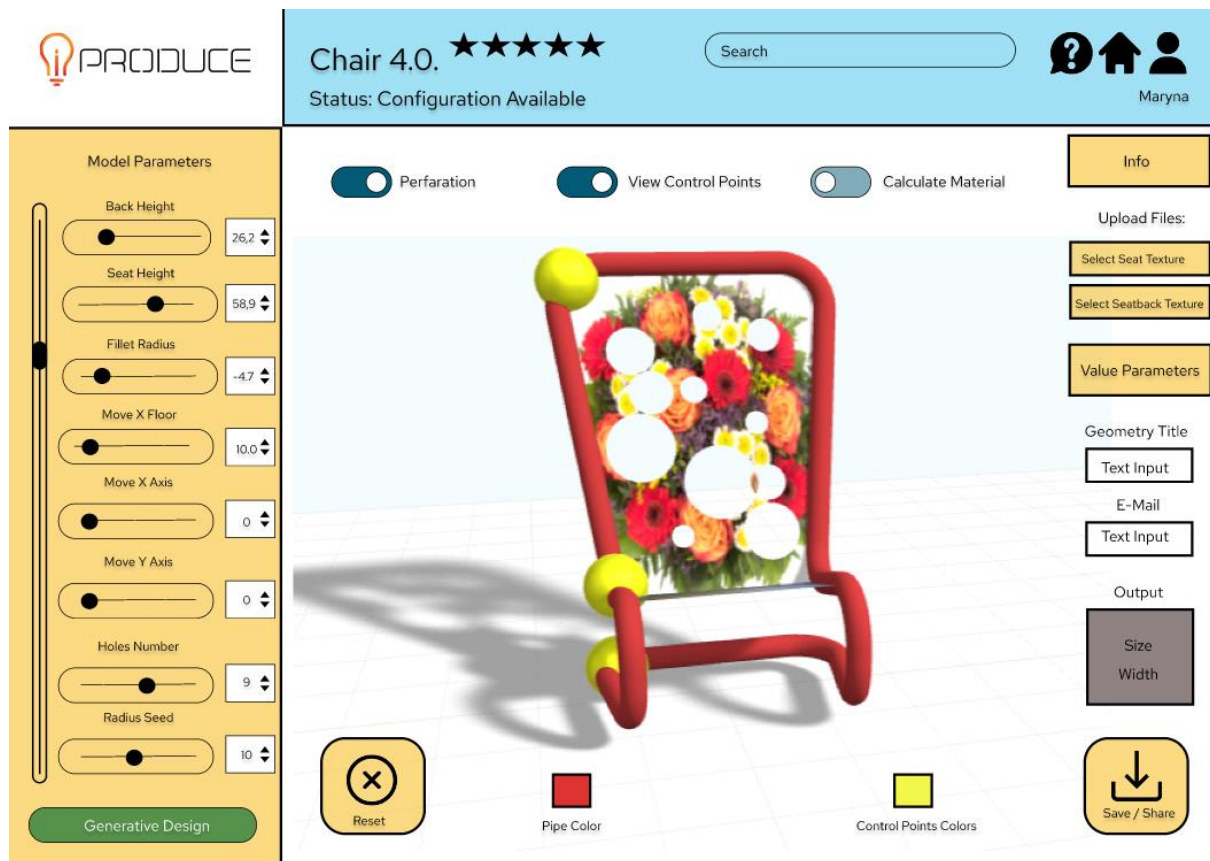 iPRODUCE
Chair 4.0. ★★★★★
Status: Configuration Available
Search
Maryna
Model Parameters
Back Height
26,2
Seat Height
58,9
Fillet Radius
-4.7
Move X Floor
10.0
Move X Axis
0
Move Y Axis
0
Holes Number
9
Radius Seed
10
Generative Design
Perfaration
View Control Points
Calculate Material
Reset
Pipe Color
Control Points Colors
Info
Upload Files:
Select Seat Texture
Select Seatback Texture
Value Parameters
Geometry Title
Text Input
E-Mail
Text Input
Output
Size
Width
Save / Share